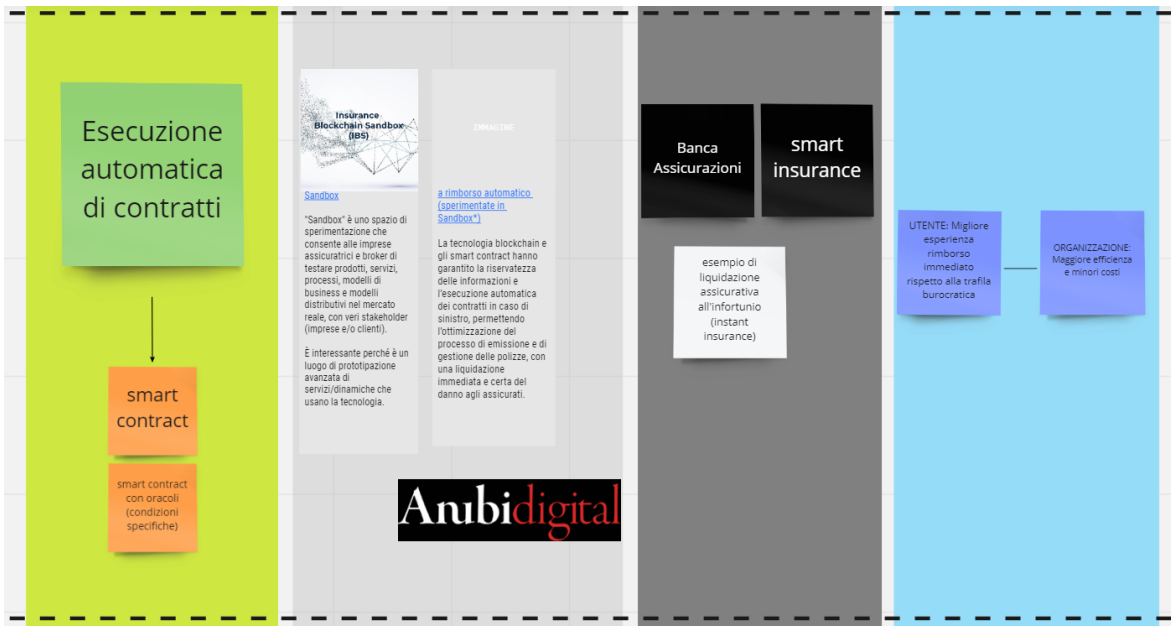 Esecuzione
automatica
di contratti
smart
contract
smart contract
con oracoli
(condizioni
specifiche)
Insurance
Blockchain Sandbox
(IBS)
Sandbox
"Sandbox" è uno spazio di
sperimentazione che
consente alle imprese
assicuratrici e broker di
testare prodotti, servizi,
processi, modelli di
business e modelli
distributivi nel mercato
reale, con veri stakeholder
(imprese e/o clienti).
È interessante perché è un
luogo di prototipazione
avanzata di
servizi/dinamiche che
usano la tecnologia.
IMMAGINE
a rimborso automatico
(sperimentate in
Sandbox*)
La tecnologia blockchain e
gli smart contract hanno
garantito la riservatezza
delle informazioni e
l'esecuzione automatica
dei contratti in caso di
sinistro, permettendo
l'ottimizzazione del
processo di emissione e di
gestione delle polizze, con
una liquidazione
immediata e certa del
danno agli assicurati.
Anubidigital
Banca
Assicurazioni
smart
insurance
esempio di
liquidazione
assicurativa
all'infortunio
(instant
insurance)
UTENTE: Migliore
esperienza
rimborso
immediato
rispetto alla trafila
burocratica
ORGANIZZAZIONE:
Maggiore efficienza
e minori costi